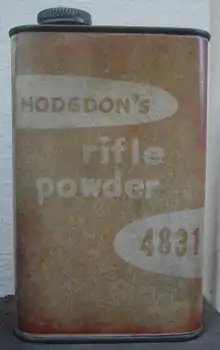 HODGDON's
rifle
powder
4831